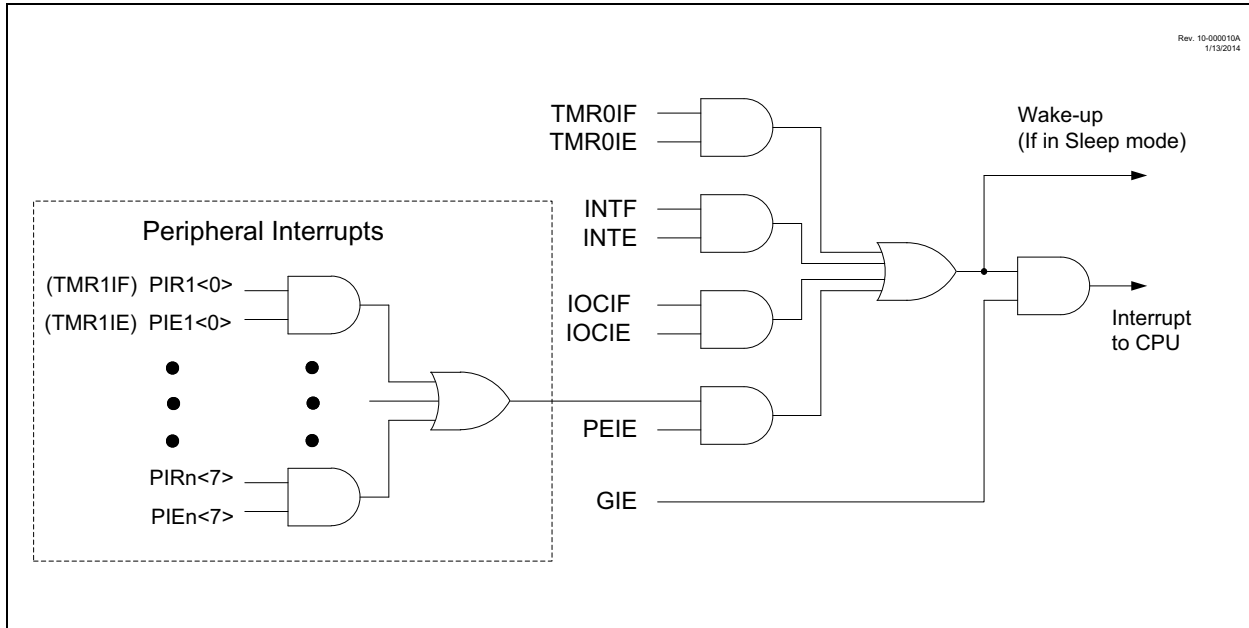 Rev. 10-000010A
1/13/2014
TMR0IF
TMR0IE
Wake-up
(If in Sleep mode)
INTF
INTE
Peripheral Interrupts
(TMR1IF) PIR1<0>
(TMR1IE) PIE1<0>
IOCIF
IOCIE
Interrupt
to CPU
PEIE
PIRn<7>
PIEn<7>
GIE